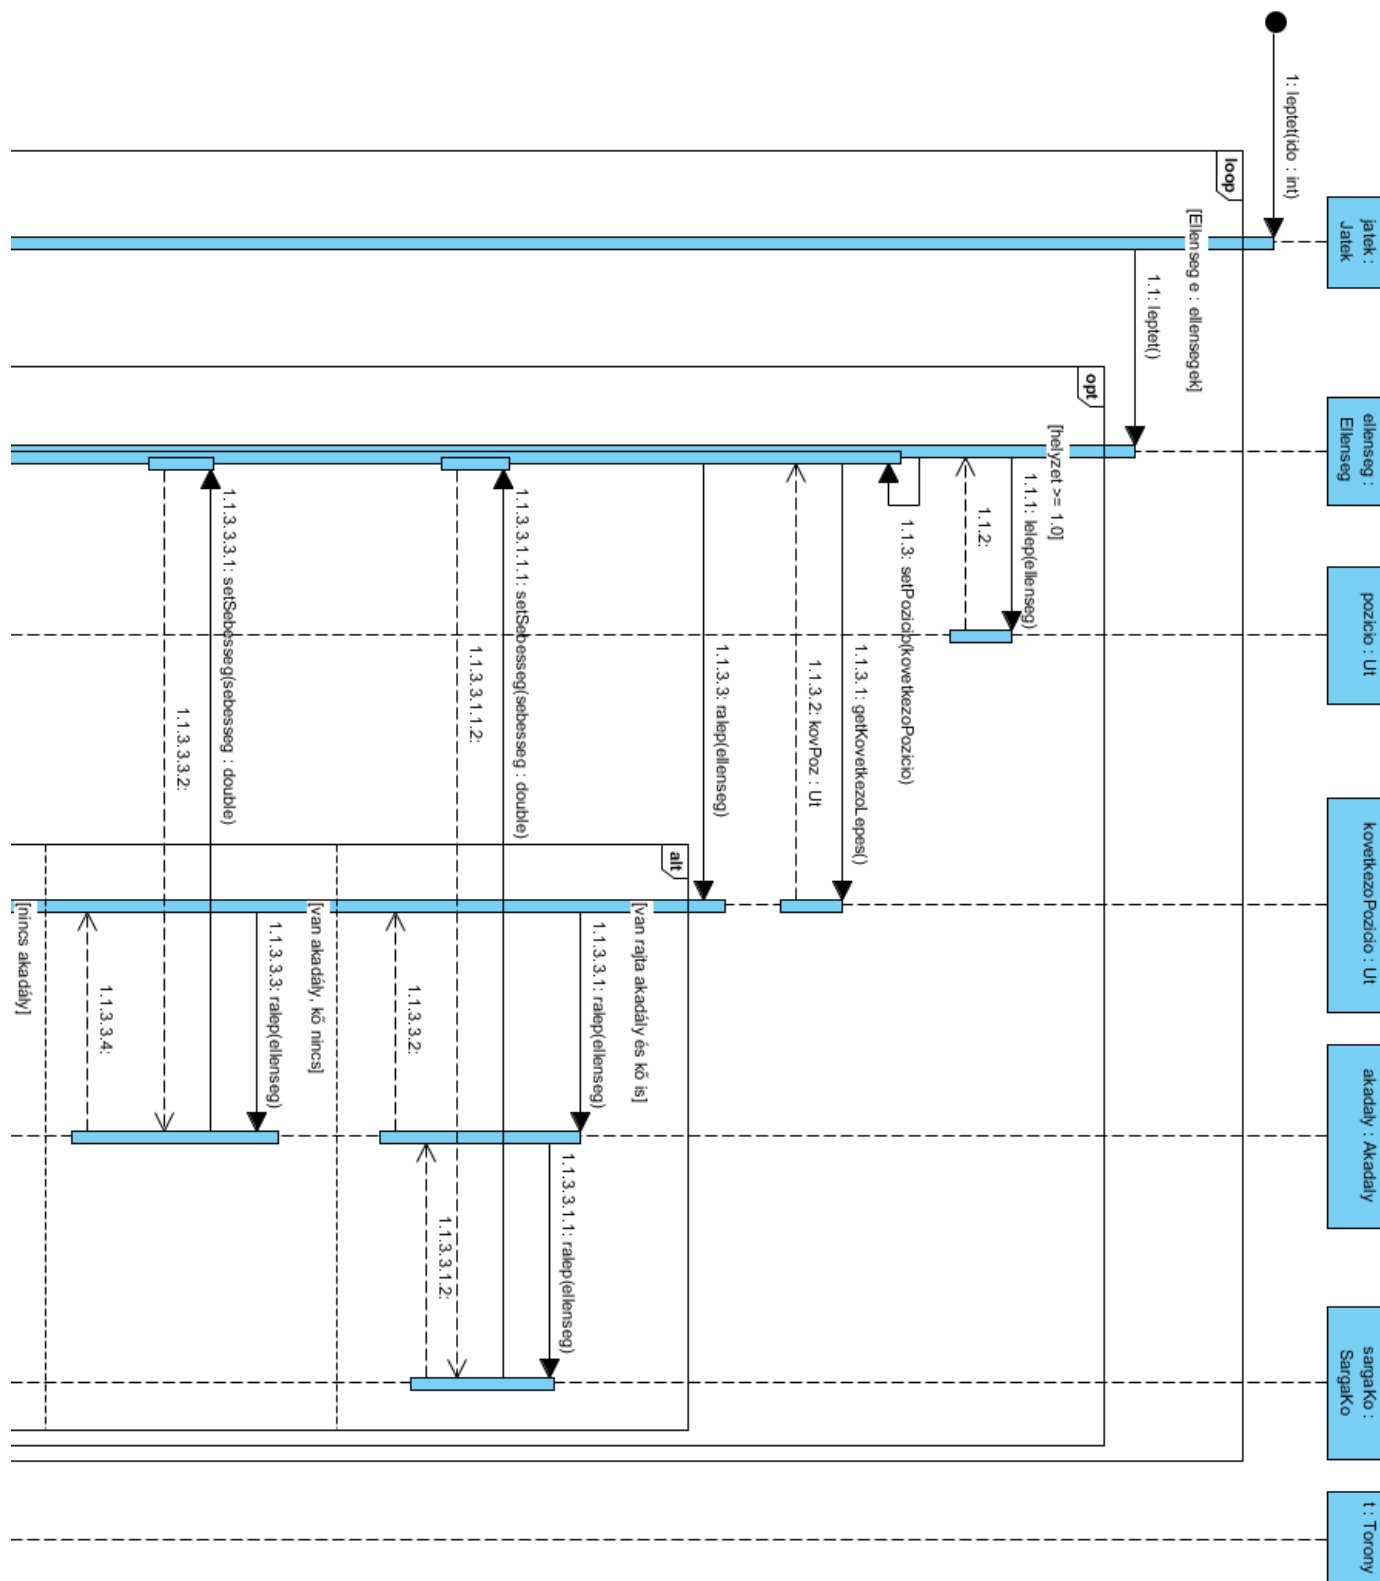 jatek :
Jatek
ellenseg :
Ellenseg
pozicio : Ut
kovetkezoPozicio : Ut
akadaly : Akadaly
sargaKo :
SargaKo
t : Torony
1: leptet(ido : int)
loop
[Ellenseg e : ellensegek]
1.1: leptet()
opt
[helyzet >= 1.0]
1.1.1: lelep(ellenseg)
1.1.2:
1.1.3: setPozicio(kovetkezoPozicio)
1.1.3.1: getKovetkezoLepes()
1.1.3.2: kovPoz : Ut
1.1.3.3: ralep(ellenseg)
alt
[van rajta akadály és kő is]
1.1.3.3.1: ralep(ellenseg)
1.1.3.3.1.1: ralep(ellenseg)
1.1.3.3.1.1.1: setSebesseg(sebesseg : double)
1.1.3.3.1.1.2:
1.1.3.3.1.2:
1.1.3.3.2:
[van akadály, kő nincs]
1.1.3.3.3: ralep(ellenseg)
1.1.3.3.3.1: setSebesseg(sebesseg : double)
1.1.3.3.3.2:
1.1.3.3.4:
[nincs akadály]